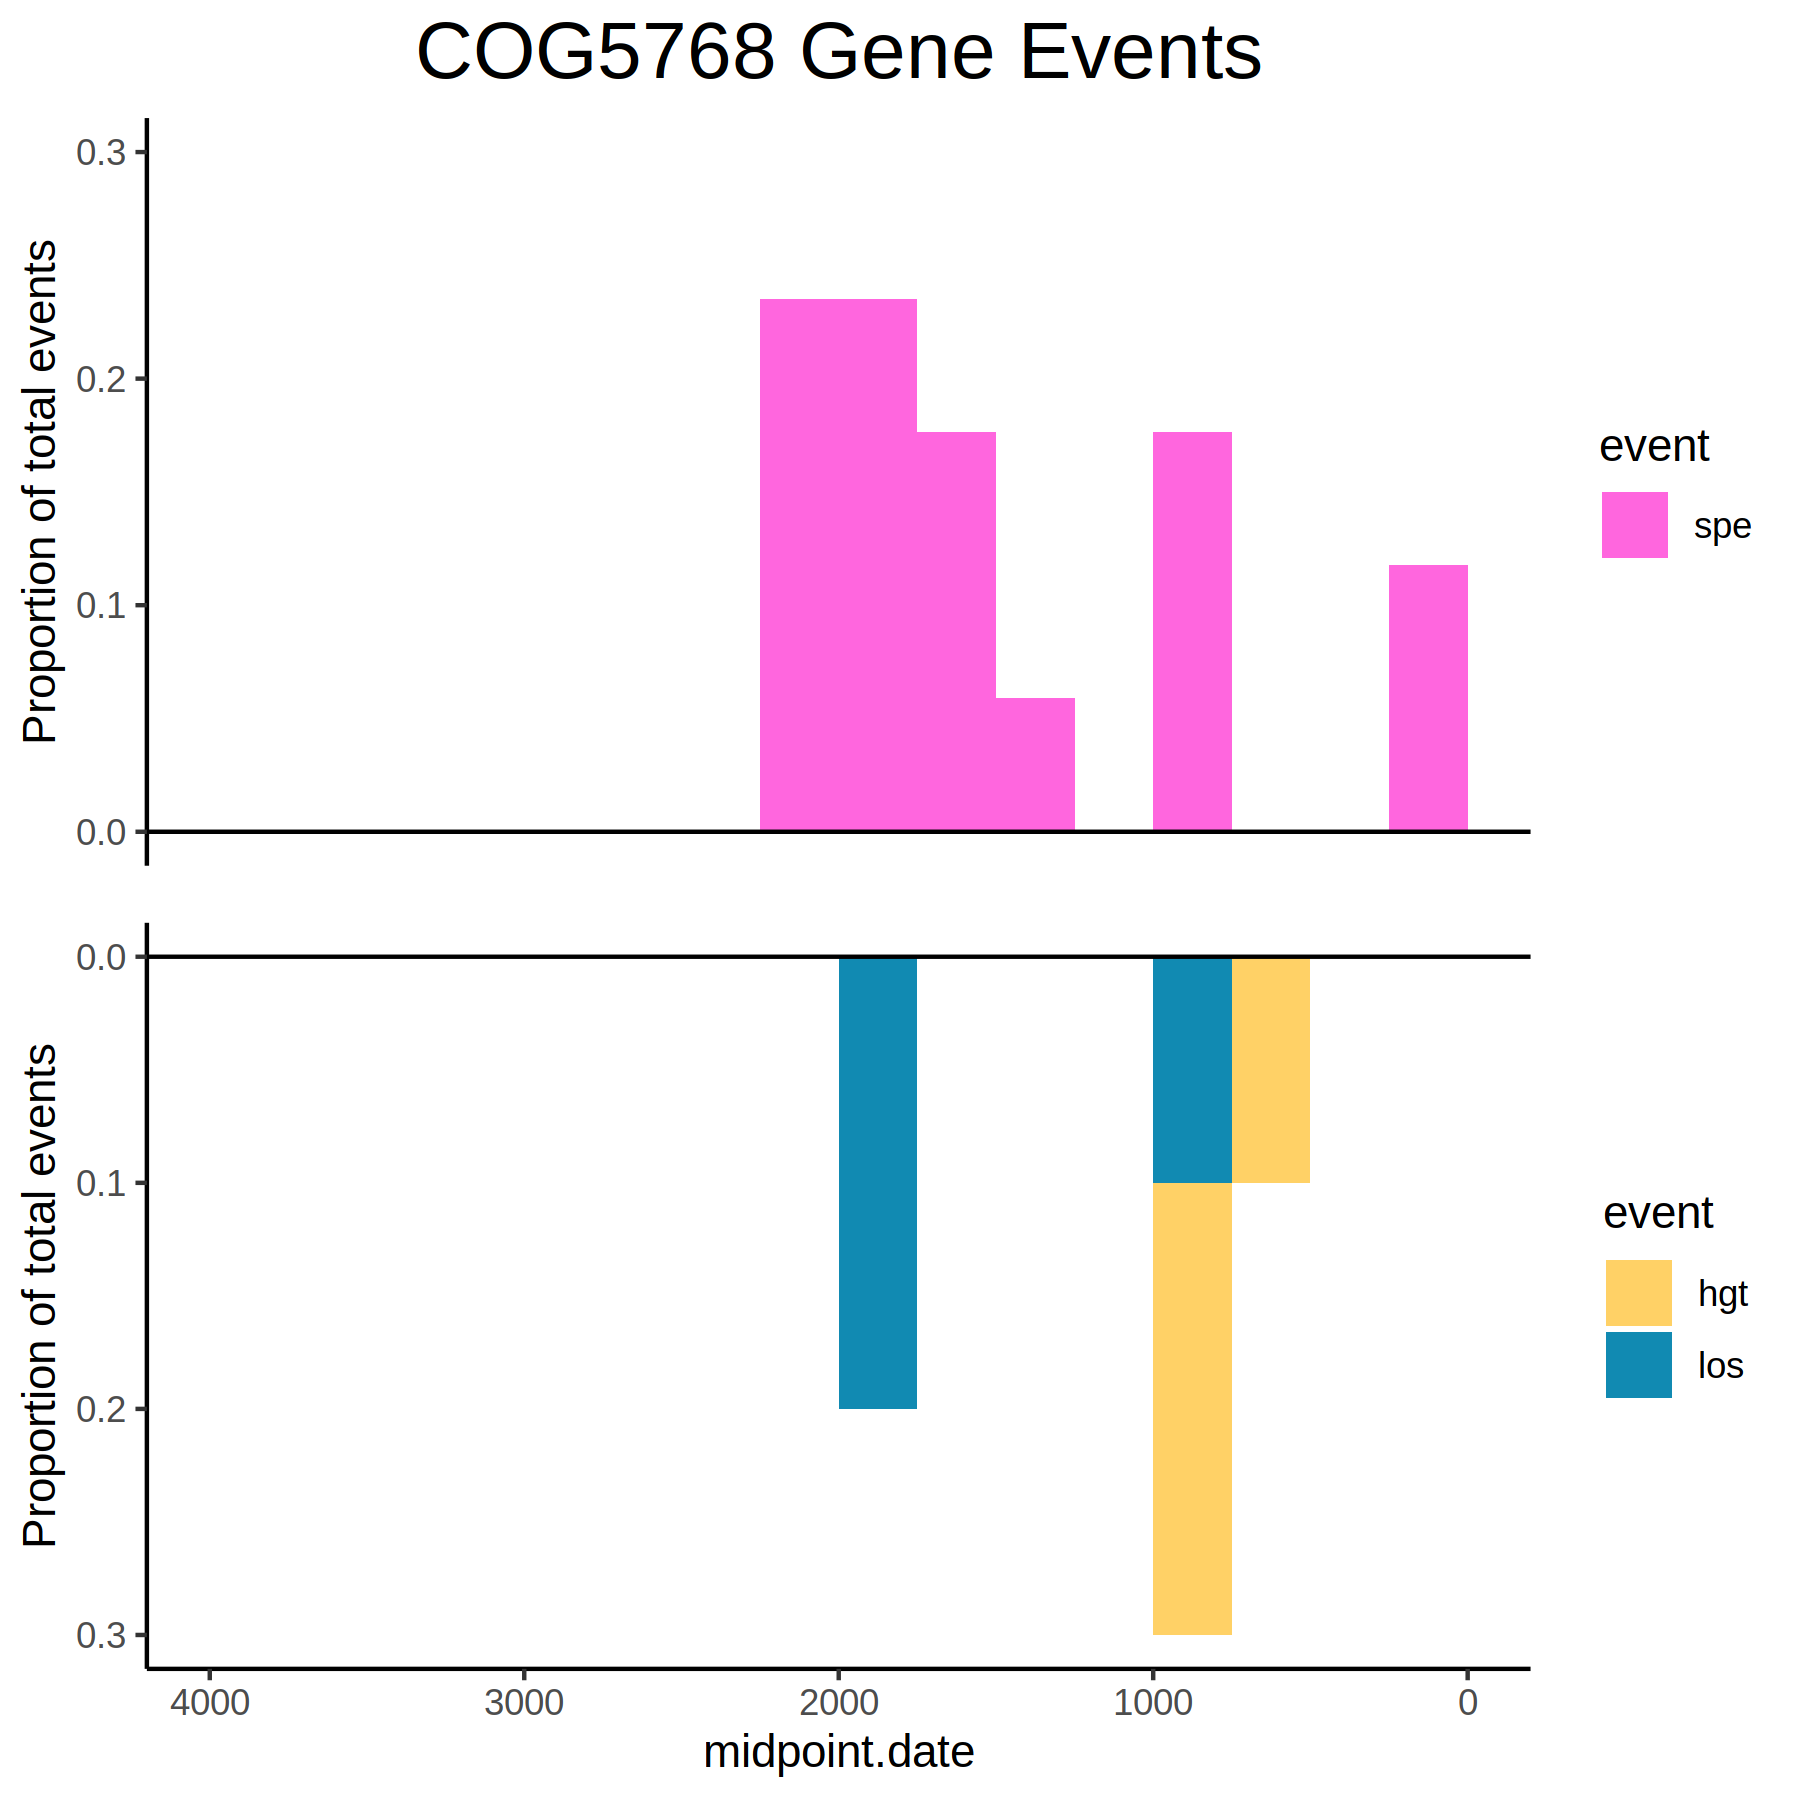 COG5768 Gene Events
Proportion of total events
0.3
0.2
0.1
0.0
event
spe
Proportion of total events
0.0
0.1
0.2
0.3
event
hgt
los
4000 3000 2000 1000 0
midpoint.date